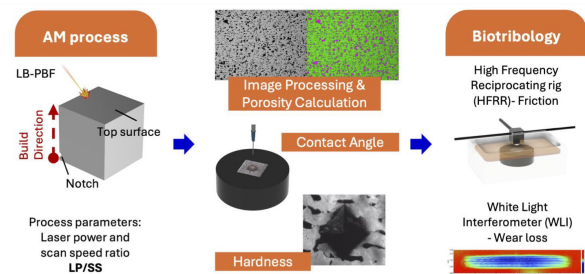 AM process
LB-PBF
Build
Direction
Top surface
Notch
Process parameters:
Laser power and
scan speed ratio
LP/SS
Image Processing &
Porosity Calculation
Contact Angle
Hardness
Biotribology
High Frequency
Reciprocating rig
(HFRR)- Friction
White Light
Interferometer (WLI)
- Wear loss